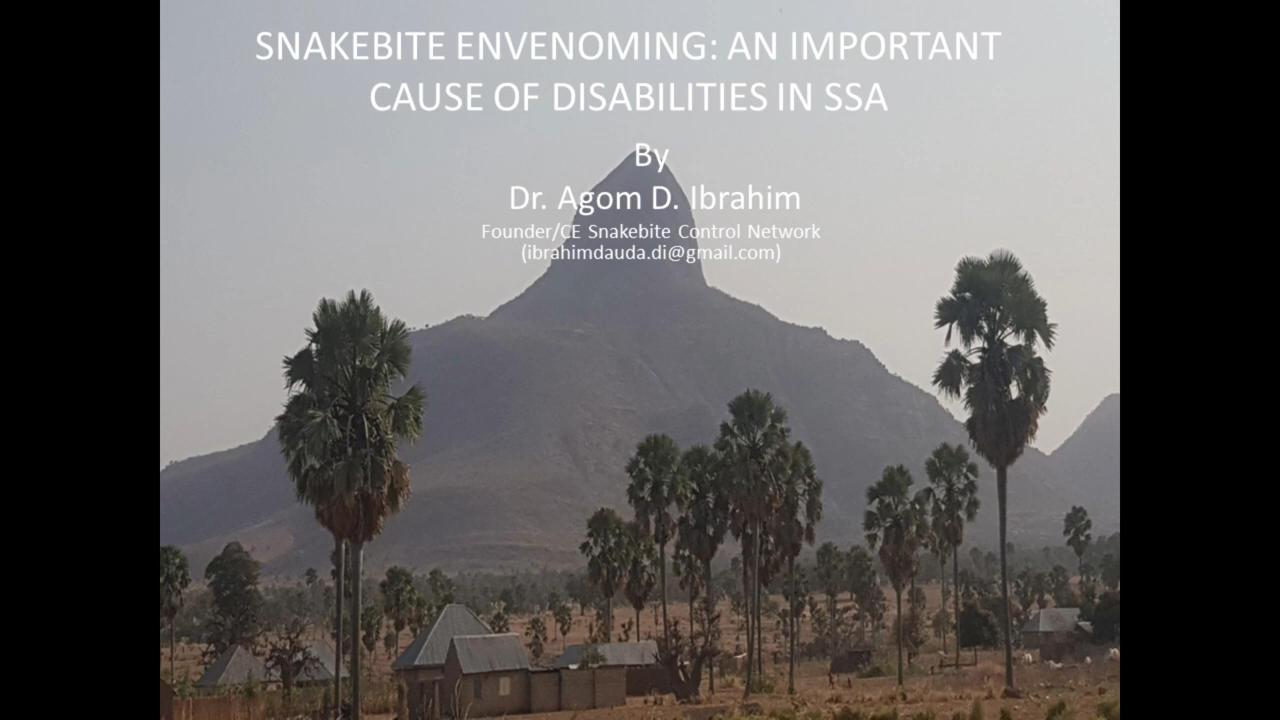 SNAKEBITE ENVENOMING: AN IMPORTANT
CAUSE OF DISABILITIES IN SSA
By
Dr. Agom D. Ibrahim
Founder/CE Snakebite Control Network
(ibrahimdauda.di@gmail.com)